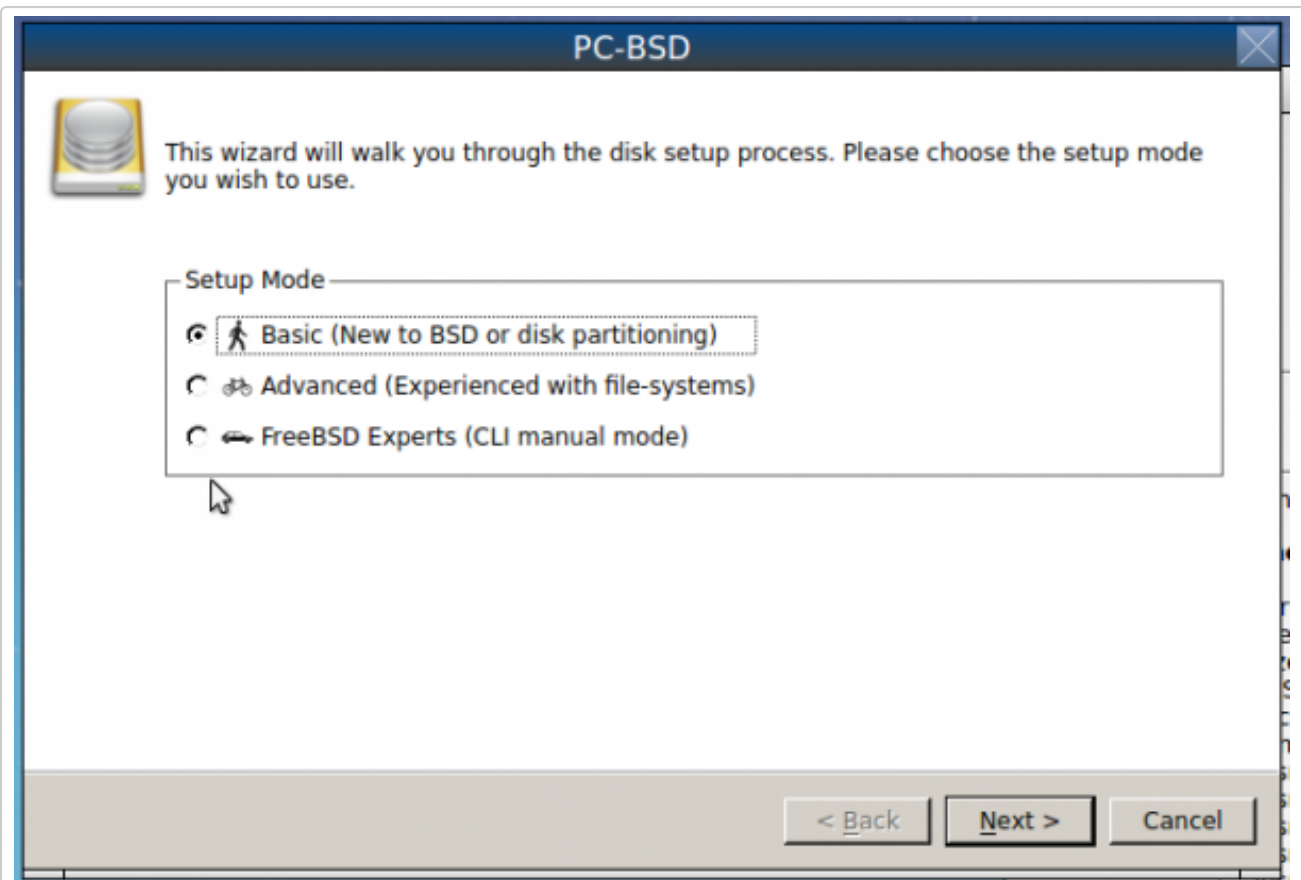 PC-BSD
This wizard will walk you through the disk setup process. Please choose the setup mode
you wish to use.
Setup Mode
Basic (New to BSD or disk partitioning)
Advanced (Experienced with file-systems)
FreeBSD Experts (CLI manual mode)
< Back
Next >
Cancel